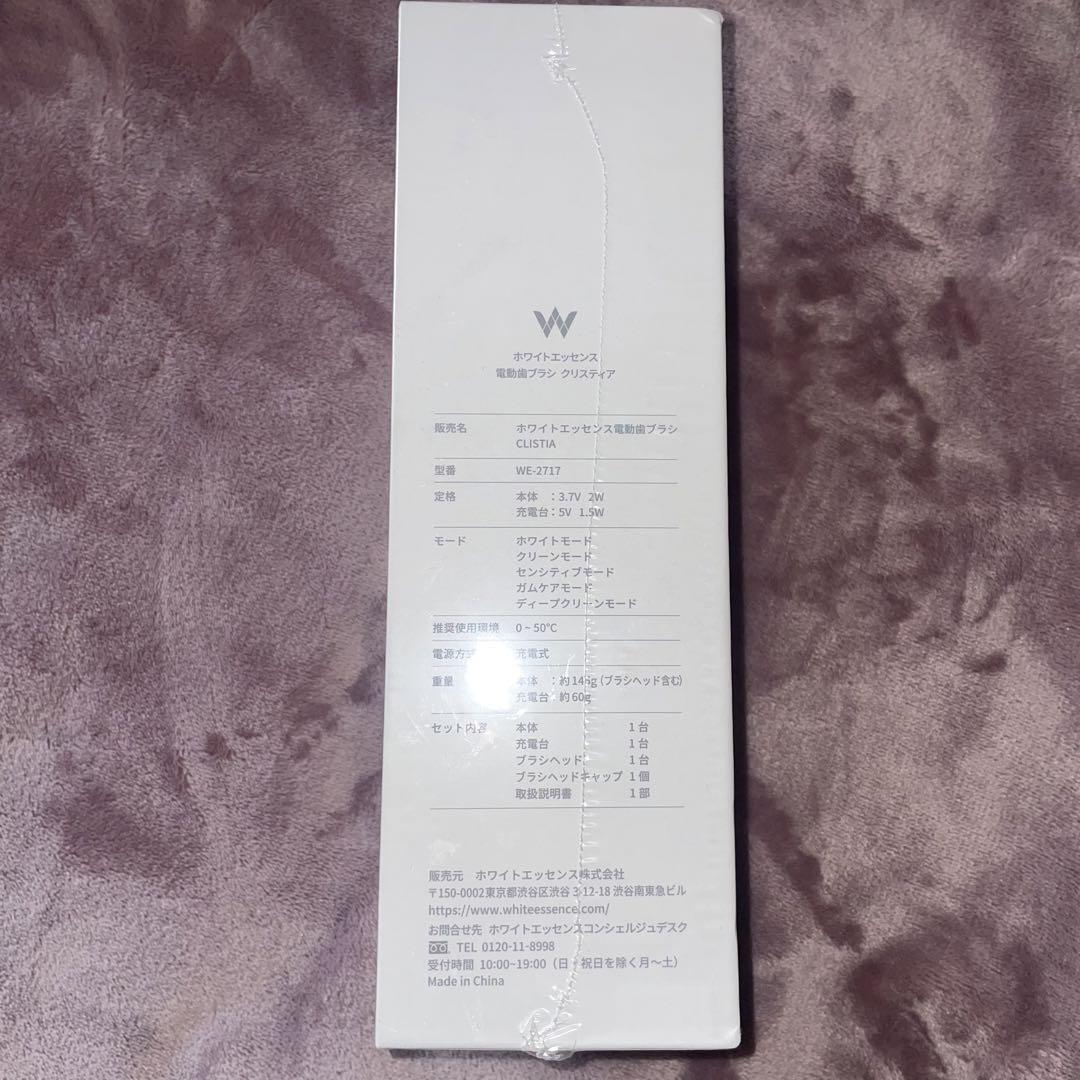 ホワイトエッセンス
電動歯ブラシ クリスティア
販売名 ホワイトエッセンス電動歯ブラシ
CLISTIA
型番 WE-2717
定格 本体 : 3.7V 2W
充電台 : 5V 1.5W
モード ホワイトモード
クリーンモード
センシティブモード
ガムケアモード
ディープクリーンモード
推奨使用環境 0 ~ 50℃
電源方式 充電式
重量 本体 : 約 (ブラシヘッド含む)
充電台 : 約60g
セット内容 本体 1台
充電台 1台
ブラシヘッド 1台
ブラシヘッドキャップ 1個
取扱説明書 1部
販売元 ホワイトエッセンス株式会社
〒150-0002東京都渋谷区渋谷 3-12-18 渋谷南東急ビル
https://www.whiteessence.com/
お問合せ先 ホワイトエッセンスコンシェルジュデスク
TEL 0120-11-8998
受付時間 10:00~19:00 (日・祝日を除く月〜土)
Made in China